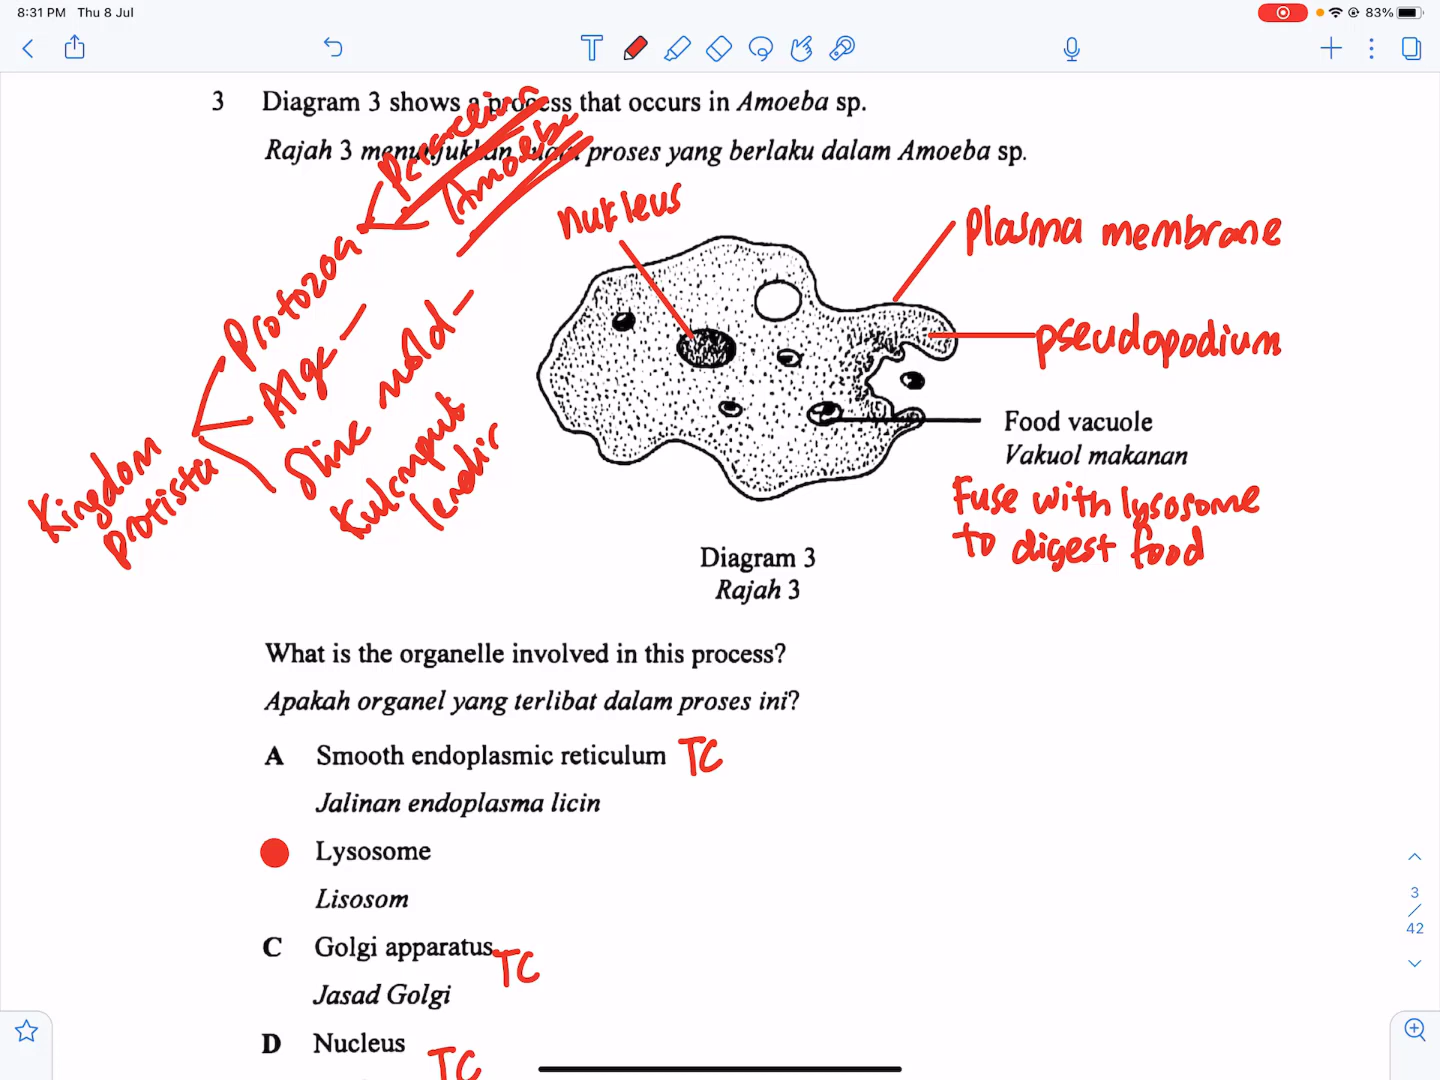 8:31 PM Thu 8 Jul
83%
T
3 Diagram 3 shows a process that occurs in Amoeba sp.
Rajah 3 menunjukkan proses yang berlaku dalam Amoeba sp.
Amoeba
nucleus
plasma membrane
Protozoa
pseudopodium
Alga
Slime mold
Food vacuole
Vakuol makanan
Kingdom
protista
Kulampuk
lendir
Fuse with lysosome
to digest food
Diagram 3
Rajah 3
What is the organelle involved in this process?
Apakah organel yang terlibat dalam proses ini?
A Smooth endoplasmic reticulum TC
Jalinan endoplasma licin
Lysosome
Lisosom
C Golgi apparatus TC
Jasad Golgi
D Nucleus TC
3
/
42